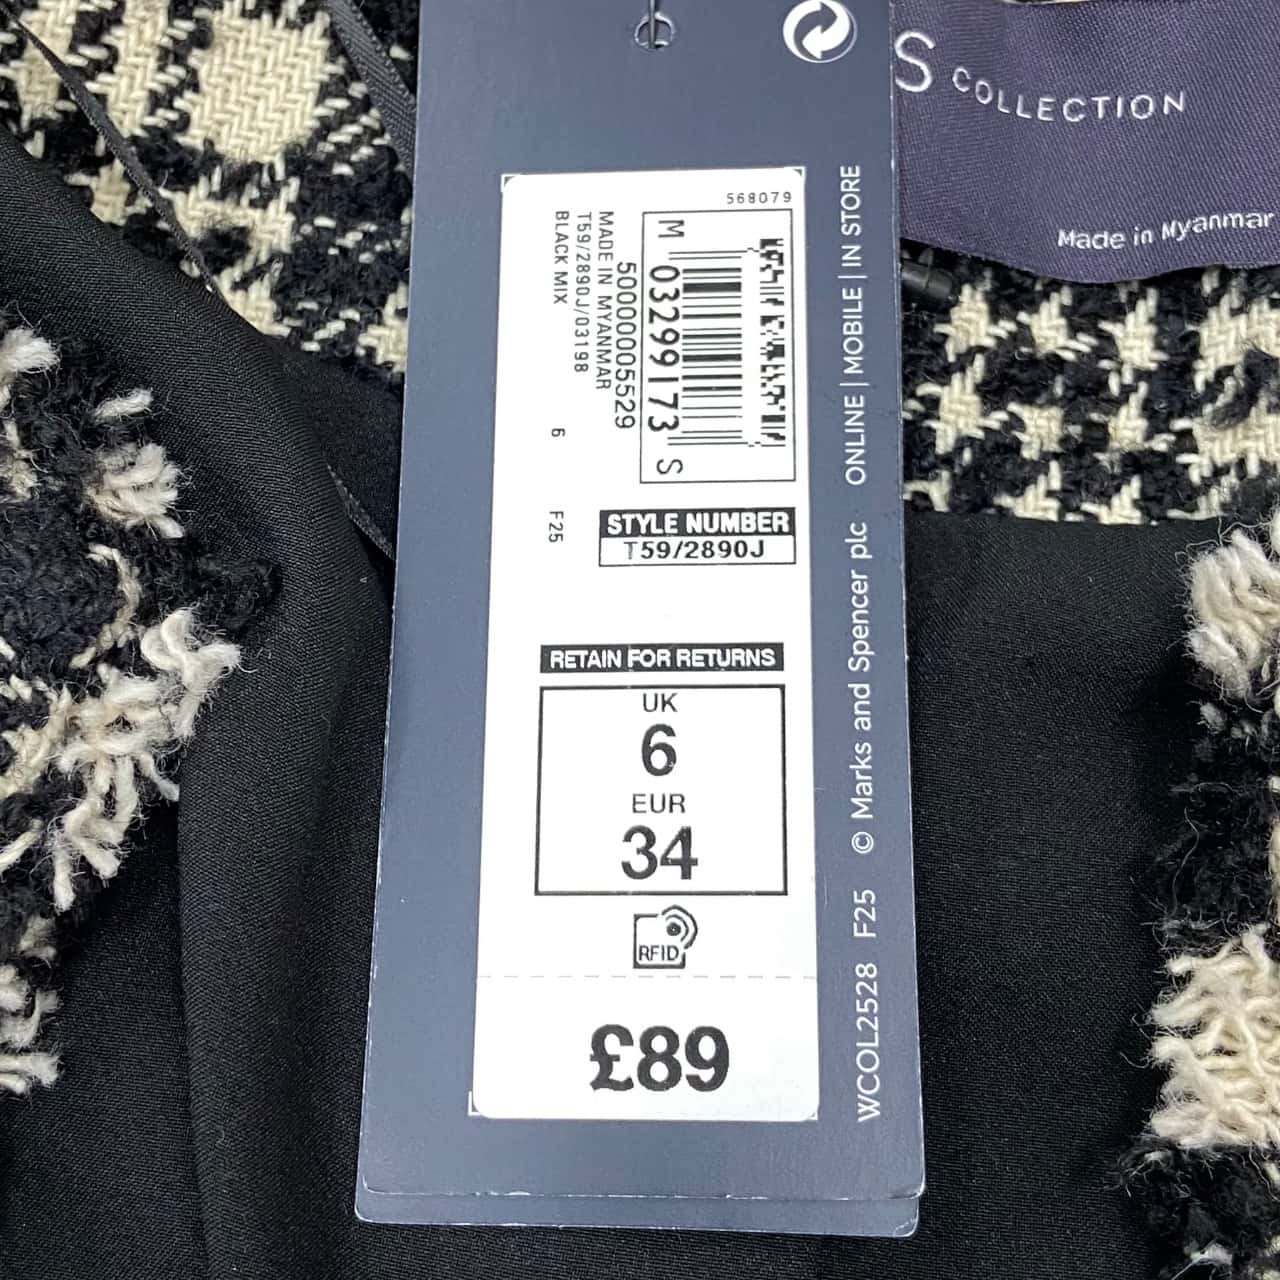 S COLLECTION
Made in Myanmar
568079
M 03299173 S
5000005529
MADE IN MYANMAR
T59/2890J/03198
BLACK MIX 6 F25
STYLE NUMBER
T59/2890J
RETAIN FOR RETURNS
UK
6
EUR
34
RFID
£89
WCOL2528 F25 © Marks and Spencer plc ONLINE | MOBILE | IN STORE